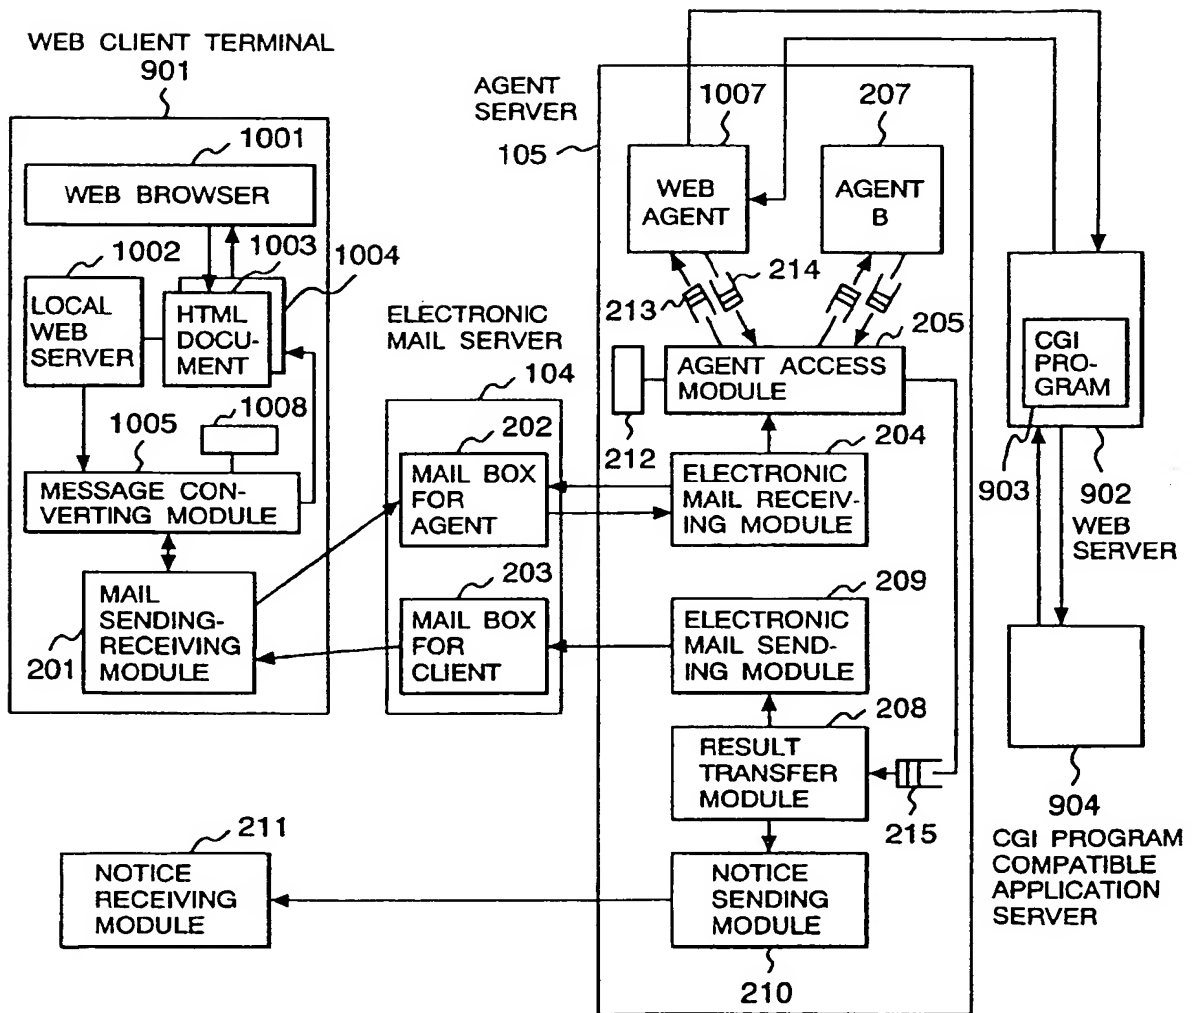 WEB CLIENT TERMINAL
901
1001
WEB BROWSER
1002
1003
1004
LOCAL
WEB
SERVER
HTML
DOCU-
MENT
1005
1008
MESSAGE CON-
VERTING MODULE
MAIL
SENDING-
RECEIVING
MODULE
201
ELECTRONIC
MAIL SERVER
104
202
MAIL BOX
FOR
AGENT
203
MAIL BOX
FOR
CLIENT
AGENT
SERVER
105
1007
207
WEB
AGENT
AGENT
B
213
214
205
AGENT ACCESS
MODULE
212
204
ELECTRONIC
MAIL RECEIV-
ING MODULE
209
ELECTRONIC
MAIL SEND-
ING MODULE
208
RESULT
TRANSFER
MODULE
215
NOTICE
SENDING
MODULE
210
211
NOTICE
RECEIVING
MODULE
CGI
PRO-
GRAM
903
902
WEB
SERVER
904
CGI PROGRAM
COMPATIBLE
APPLICATION
SERVER